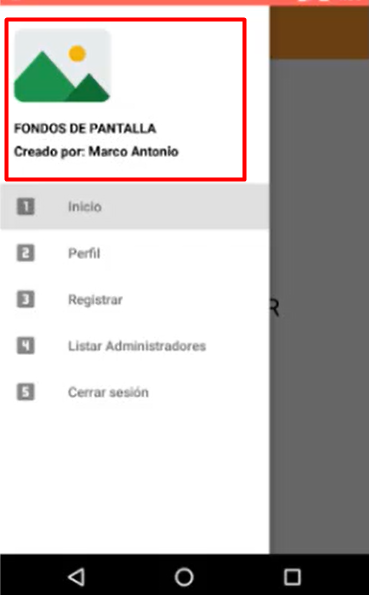 FONDOS DE PANTALLA
Creado por: Marco Antonio
1 Inicio
2 Perfil
3 Registrar
4 Listar Administradores
5 Cerrar sesión
R